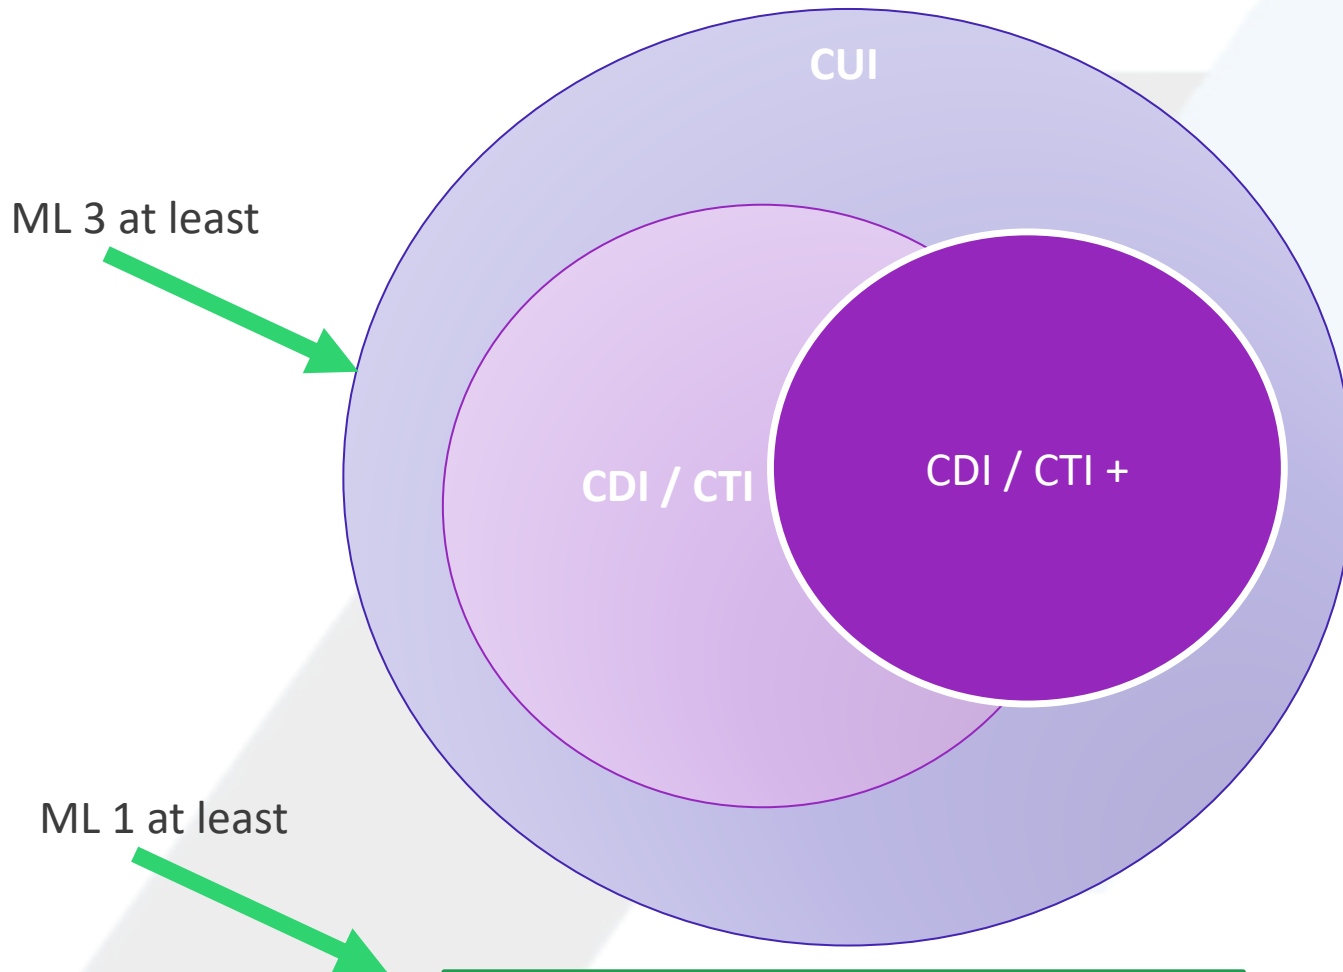 CUI
ML 3 at least
CDI / CTI
CDI / CTI +
ML 1 at least